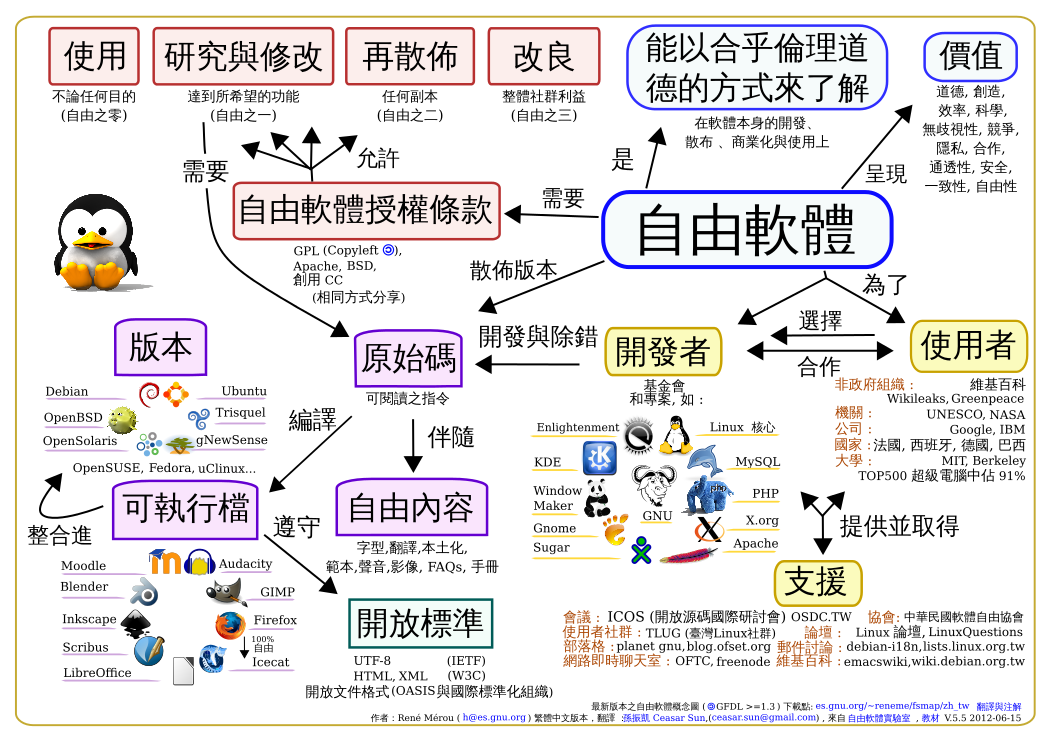 使用
不論任何目的
(自由之零)
研究與修改
達到所希望的功能
(自由之一)
再散佈
任何副本
(自由之二)
改良
整體社群利益
(自由之三)
能以合乎倫理道
德的方式來了解
在軟體本身的開發、
散布 、商業化與使用上
價值
道德, 創造,
效率, 科學,
無歧視性, 競爭,
隱私, 合作,
通透性, 安全,
一致性, 自由性
需要
允許
是
呈現
自由軟體授權條款
需要
自由軟體
GPL (Copyleft ),
Apache, BSD,
創用 CC
(相同方式分享)
散佈版本
為了
版本
Debian
Ubuntu
OpenBSD
Trisquel
OpenSolaris
gNewSense
OpenSUSE, Fedora, uClinux...
原始碼
可閱讀之指令
開發與除錯
開發者
選擇
合作
使用者
基金會
和專案, 如 :
Enlightenment
Linux 核心
KDE
MySQL
Window
Maker
PHP
GNU
Gnome
X.org
Sugar
Apache
非政府組織 : 維基百科
Wikileaks, Greenpeace
機關 : UNESCO, NASA
公司 : Google, IBM
國家 : 法國, 西班牙, 德國, 巴西
大學 : MIT, Berkeley
TOP500 超級電腦中佔 91%
編譯
伴隨
整合進
可執行檔
遵守
自由內容
字型,翻譯,本土化,
範本,聲音,影像, FAQs, 手冊
提供並取得
Moodle
Audacity
Blender
GIMP
Inkscape
Firefox
100%
自由
Scribus
Icecat
LibreOffice
開放標準
UTF-8 (IETF)
HTML, XML (W3C)
開放文件格式(OASIS與國際標準化組織)
支援
會議 : ICOS (開放源碼國際研討會) OSDC.TW 協會: 中華民國軟體自由協會
使用者社群 : TLUG (臺灣Linux社群) 論壇 : Linux 論壇, LinuxQuestions
部落格 : planet gnu,blog.ofset.org 郵件討論 : debian-i18n,lists.linux.org.tw
網路即時聊天室 : OFTC, freenode 維基百科 : emacswiki,wiki.debian.org.tw
最新版本之自由軟體概念圖 ( GFDL >=1.3 ) 下載點: es.gnu.org/~reneme/fsmap/zh_tw 翻譯與注解
作者 : René Mérou ( h@es.gnu.org ) 繁體中文版本 , 翻譯 :孫振凱 Ceasar Sun,(ceasar.sun@gmail.com) , 來自 自由軟體實驗室 , 教材 V.5.5 2012-06-15